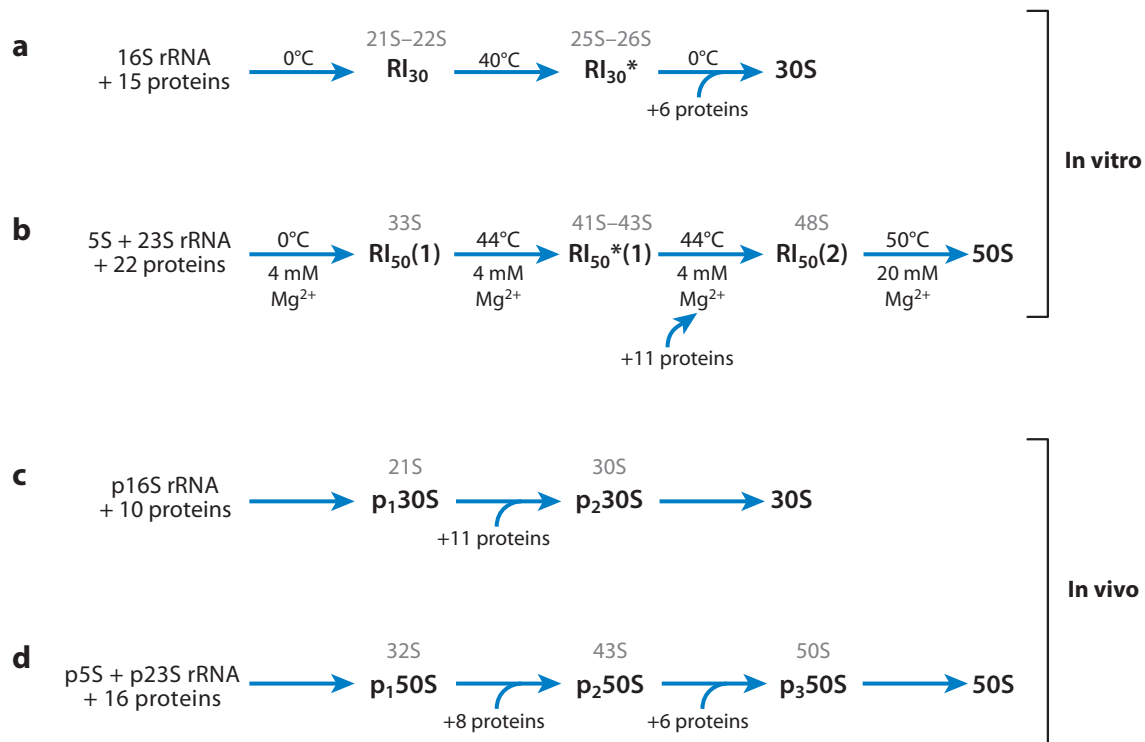 a
16S rRNA
+ 15 proteins
0°C
21S–22S
RI₃₀
40°C
25S–26S
RI₃₀*
0°C
+6 proteins
30S
In vitro
b
5S + 23S rRNA
+ 22 proteins
0°C
4 mM
Mg²⁺
33S
RI₅₀(1)
44°C
4 mM
Mg²⁺
41S–43S
RI₅₀*(1)
44°C
4 mM
Mg²⁺
+11 proteins
48S
RI₅₀(2)
50°C
20 mM
Mg²⁺
50S
c
p16S rRNA
+ 10 proteins
21S
p₁30S
+11 proteins
30S
p₂30S
30S
In vivo
d
p5S + p23S rRNA
+ 16 proteins
32S
p₁50S
+8 proteins
43S
p₂50S
+6 proteins
50S
p₃50S
50S